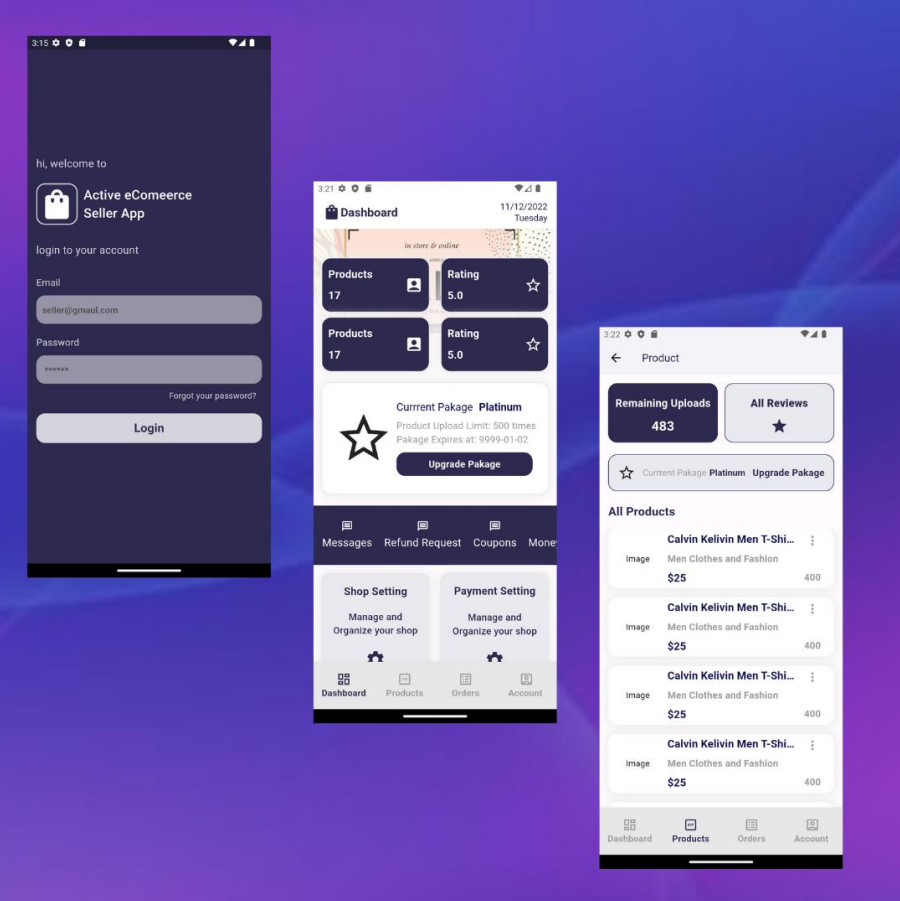 3:15
hi, welcome to
Active eComeerce
Seller App
login to your account
Email
seller@gmaul.com
Password
******
Forgot your password?
Login
3:21
Dashboard
11/12/2022
Tuesday
in store & online
Products
17
Rating
5.0
Products
17
Rating
5.0
Currrent Pakage Platinum
Product Upload Limit: 500 times
Pakage Expires at: 9999-01-02
Upgrade Pakage
Messages Refund Request Coupons Mone
Shop Setting
Manage and
Organize your shop
Payment Setting
Manage and
Organize your shop
Dashboard Products Orders Account
3:22
Product
Remaining Uploads
483
All Reviews
Currrent Pakage Platinum Upgrade Pakage
All Products
Image
Calvin Kelivin Men T-Shi...
Men Clothes and Fashion
$25 400
Image
Calvin Kelivin Men T-Shi...
Men Clothes and Fashion
$25 400
Image
Calvin Kelivin Men T-Shi...
Men Clothes and Fashion
$25 400
Image
Calvin Kelivin Men T-Shi...
Men Clothes and Fashion
$25 400
Dashboard Products Orders Account